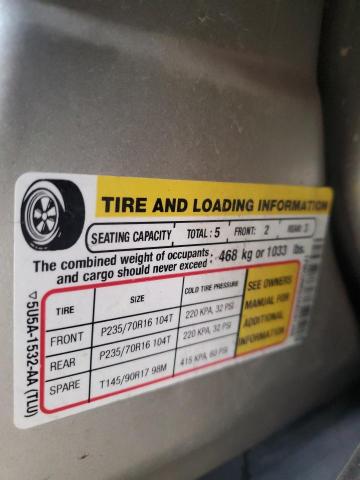 TIRE AND LOADING INFORMATION
SEATING CAPACITY TOTAL: 5 FRONT: 2 REAR: 3
The combined weight of occupants
and cargo should never exceed : 468 kg or 1033 lbs.
TIRE SIZE COLD TIRE PRESSURE
FRONT P235/70R16 104T 220 KPA, 32 PSI
REAR P235/70R16 104T 220 KPA, 32 PSI
SPARE T145/90R17 98M 415 KPA, 60 PSI
SEE OWNERS
MANUAL FOR
ADDITIONAL
INFORMATION
5U5A-1532-AA (TLU)